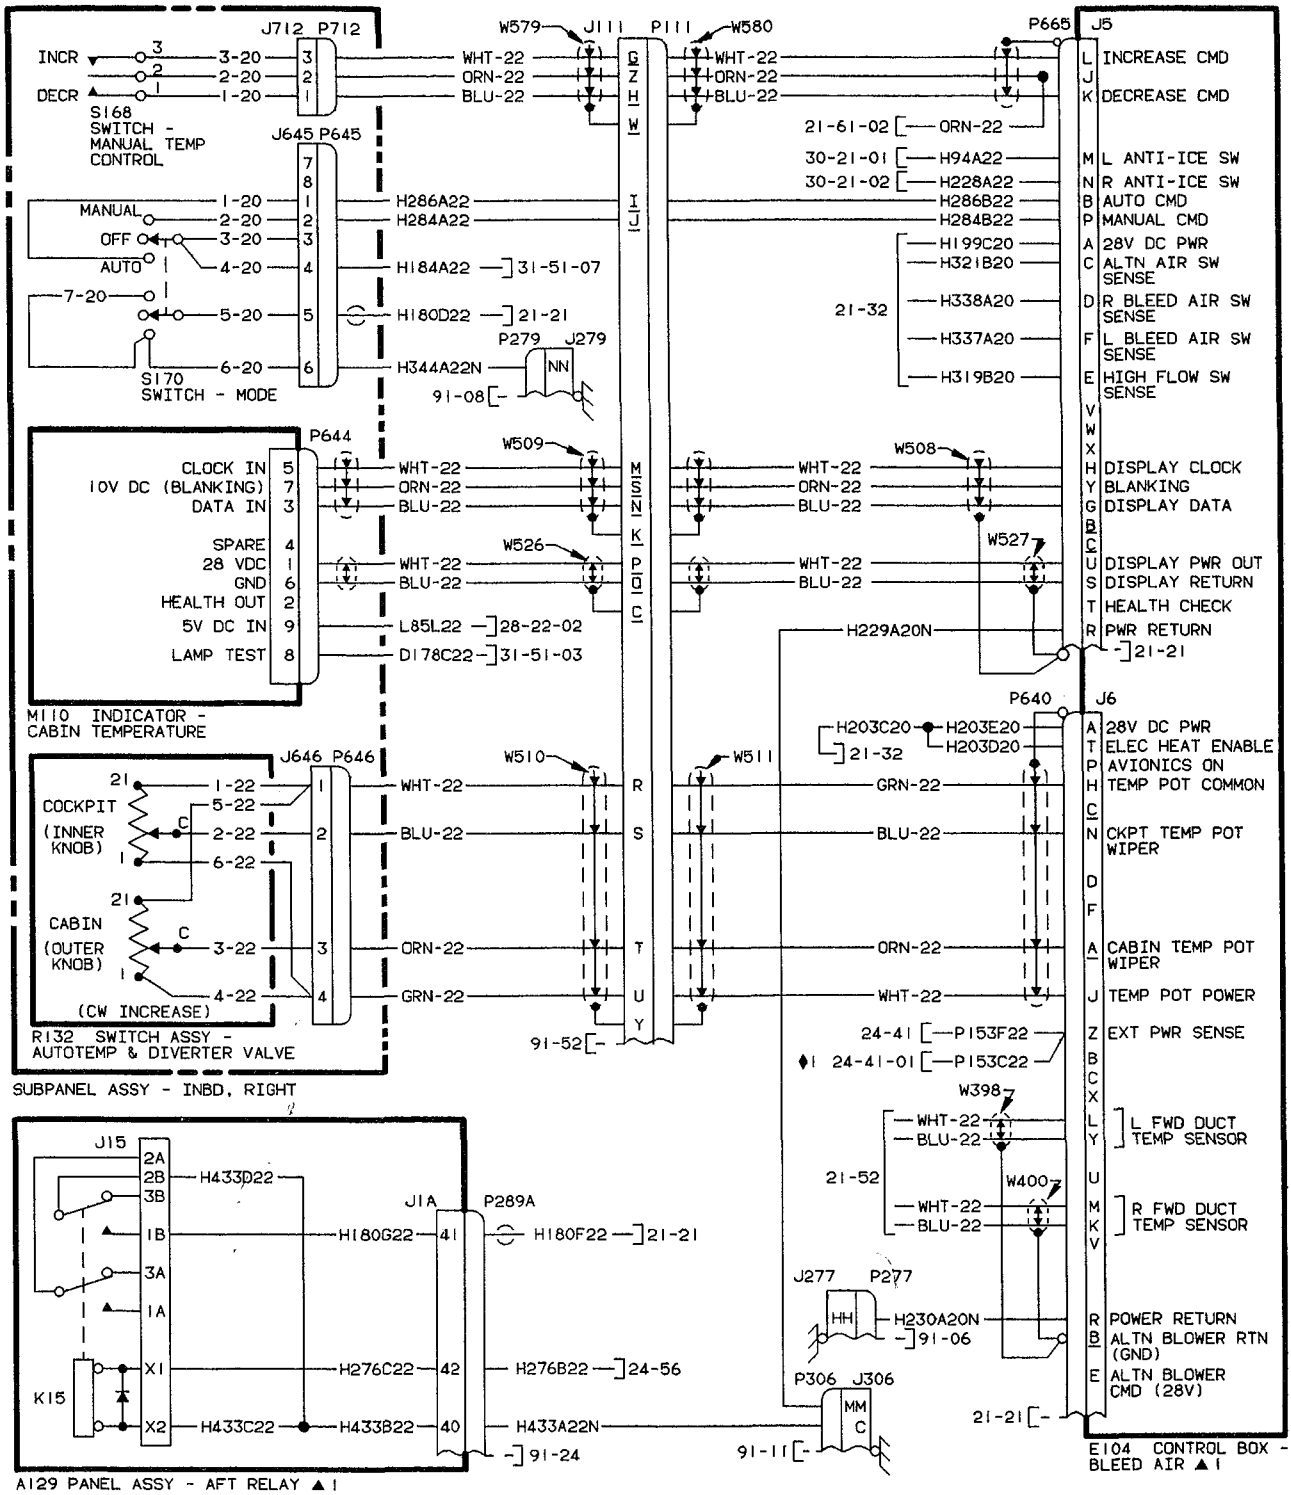 J712 P712
INCR 3 3-20 3 WHT-22
2 2-20 2 ORN-22
DECR 1 1-20 1 BLU-22
S168
SWITCH -
MANUAL TEMP
CONTROL
W579 J111 P111 W580
G WHT-22
Z ORN-22
H BLU-22
W
P665 J5
L INCREASE CMD
J
K DECREASE CMD
21-61-02 ORN-22
30-21-01 H94A22 M L ANTI-ICE SW
30-21-02 H228A22 N R ANTI-ICE SW
H286B22 B AUTO CMD
H284B22 P MANUAL CMD
H199C20 A 28V DC PWR
H321B20 C ALTN AIR SW
SENSE
21-32 H338A20 D R BLEED AIR SW
SENSE
H337A20 F L BLEED AIR SW
SENSE
H319B20 E HIGH FLOW SW
SENSE
V
W
X
J645 P645
7
8
1-20 1 H286A22 I
MANUAL 2-20 2 H284A22 J
OFF 3-20 3
AUTO 4-20 4 H184A22 31-51-07
7-20
5-20 5 H180D22 21-21
6-20 6 H344A22N
P279 J279
NN
91-08
S170
SWITCH - MODE
P644
CLOCK IN 5 WHT-22
10V DC (BLANKING) 7 ORN-22
DATA IN 3 BLU-22
SPARE 4
28 VDC 1 WHT-22
GND 6 BLU-22
HEALTH OUT 2
5V DC IN 9 L85L22 28-22-02
LAMP TEST 8 D178C22 31-51-03
M110 INDICATOR -
CABIN TEMPERATURE
W509
M WHT-22
S ORN-22
N BLU-22
K
W526
P WHT-22
Q BLU-22
C
W508
H DISPLAY CLOCK
Y BLANKING
G DISPLAY DATA
B
C
W527
U DISPLAY PWR OUT
S DISPLAY RETURN
T HEALTH CHECK
H229A20N R PWR RETURN
21-21
P640 J6
H203C20 H203E20 A 28V DC PWR
H203D20 T ELEC HEAT ENABLE
21-32
P AVIONICS ON
GRN-22 H TEMP POT COMMON
C
BLU-22 N CKPT TEMP POT
WIPER
D
F
ORN-22 A CABIN TEMP POT
WIPER
WHT-22 J TEMP POT POWER
J646 P646
21 1-22 1 WHT-22
COCKPIT 5-22
(INNER
KNOB) C 2-22 2 BLU-22
1 6-22
21
CABIN
(OUTER
KNOB) C 3-22 3 ORN-22
1 4-22 4 GRN-22
(CW INCREASE)
R132 SWITCH ASSY -
AUTOTEMP & DIVERTER VALVE
SUBPANEL ASSY - INBD, RIGHT
W510 W511
R
S
T
U
Y
91-52
24-41 P153F22 Z EXT PWR SENSE
♦1 24-41-01 P153C22
B
C
X
W398
WHT-22 L L FWD DUCT
BLU-22 Y TEMP SENSOR
21-52
U
W400
WHT-22 M R FWD DUCT
BLU-22 K TEMP SENSOR
V
J277 P277
HH H230A20N R POWER RETURN
91-06 B ALTN BLOWER RTN
(GND)
E ALTN BLOWER
CMD (28V)
21-21
E104 CONTROL BOX -
BLEED AIR ▲1
J15
2A
2B H433D22
3B
1B H180G22
3A
1A
K15
X1 H276C22
X2 H433C22 H433B22
J1A P289A
41 H180F22 21-21
42 H276B22 24-56
40 H433A22N
91-24
P306 J306
MM
C
91-11
A129 PANEL ASSY - AFT RELAY ▲1